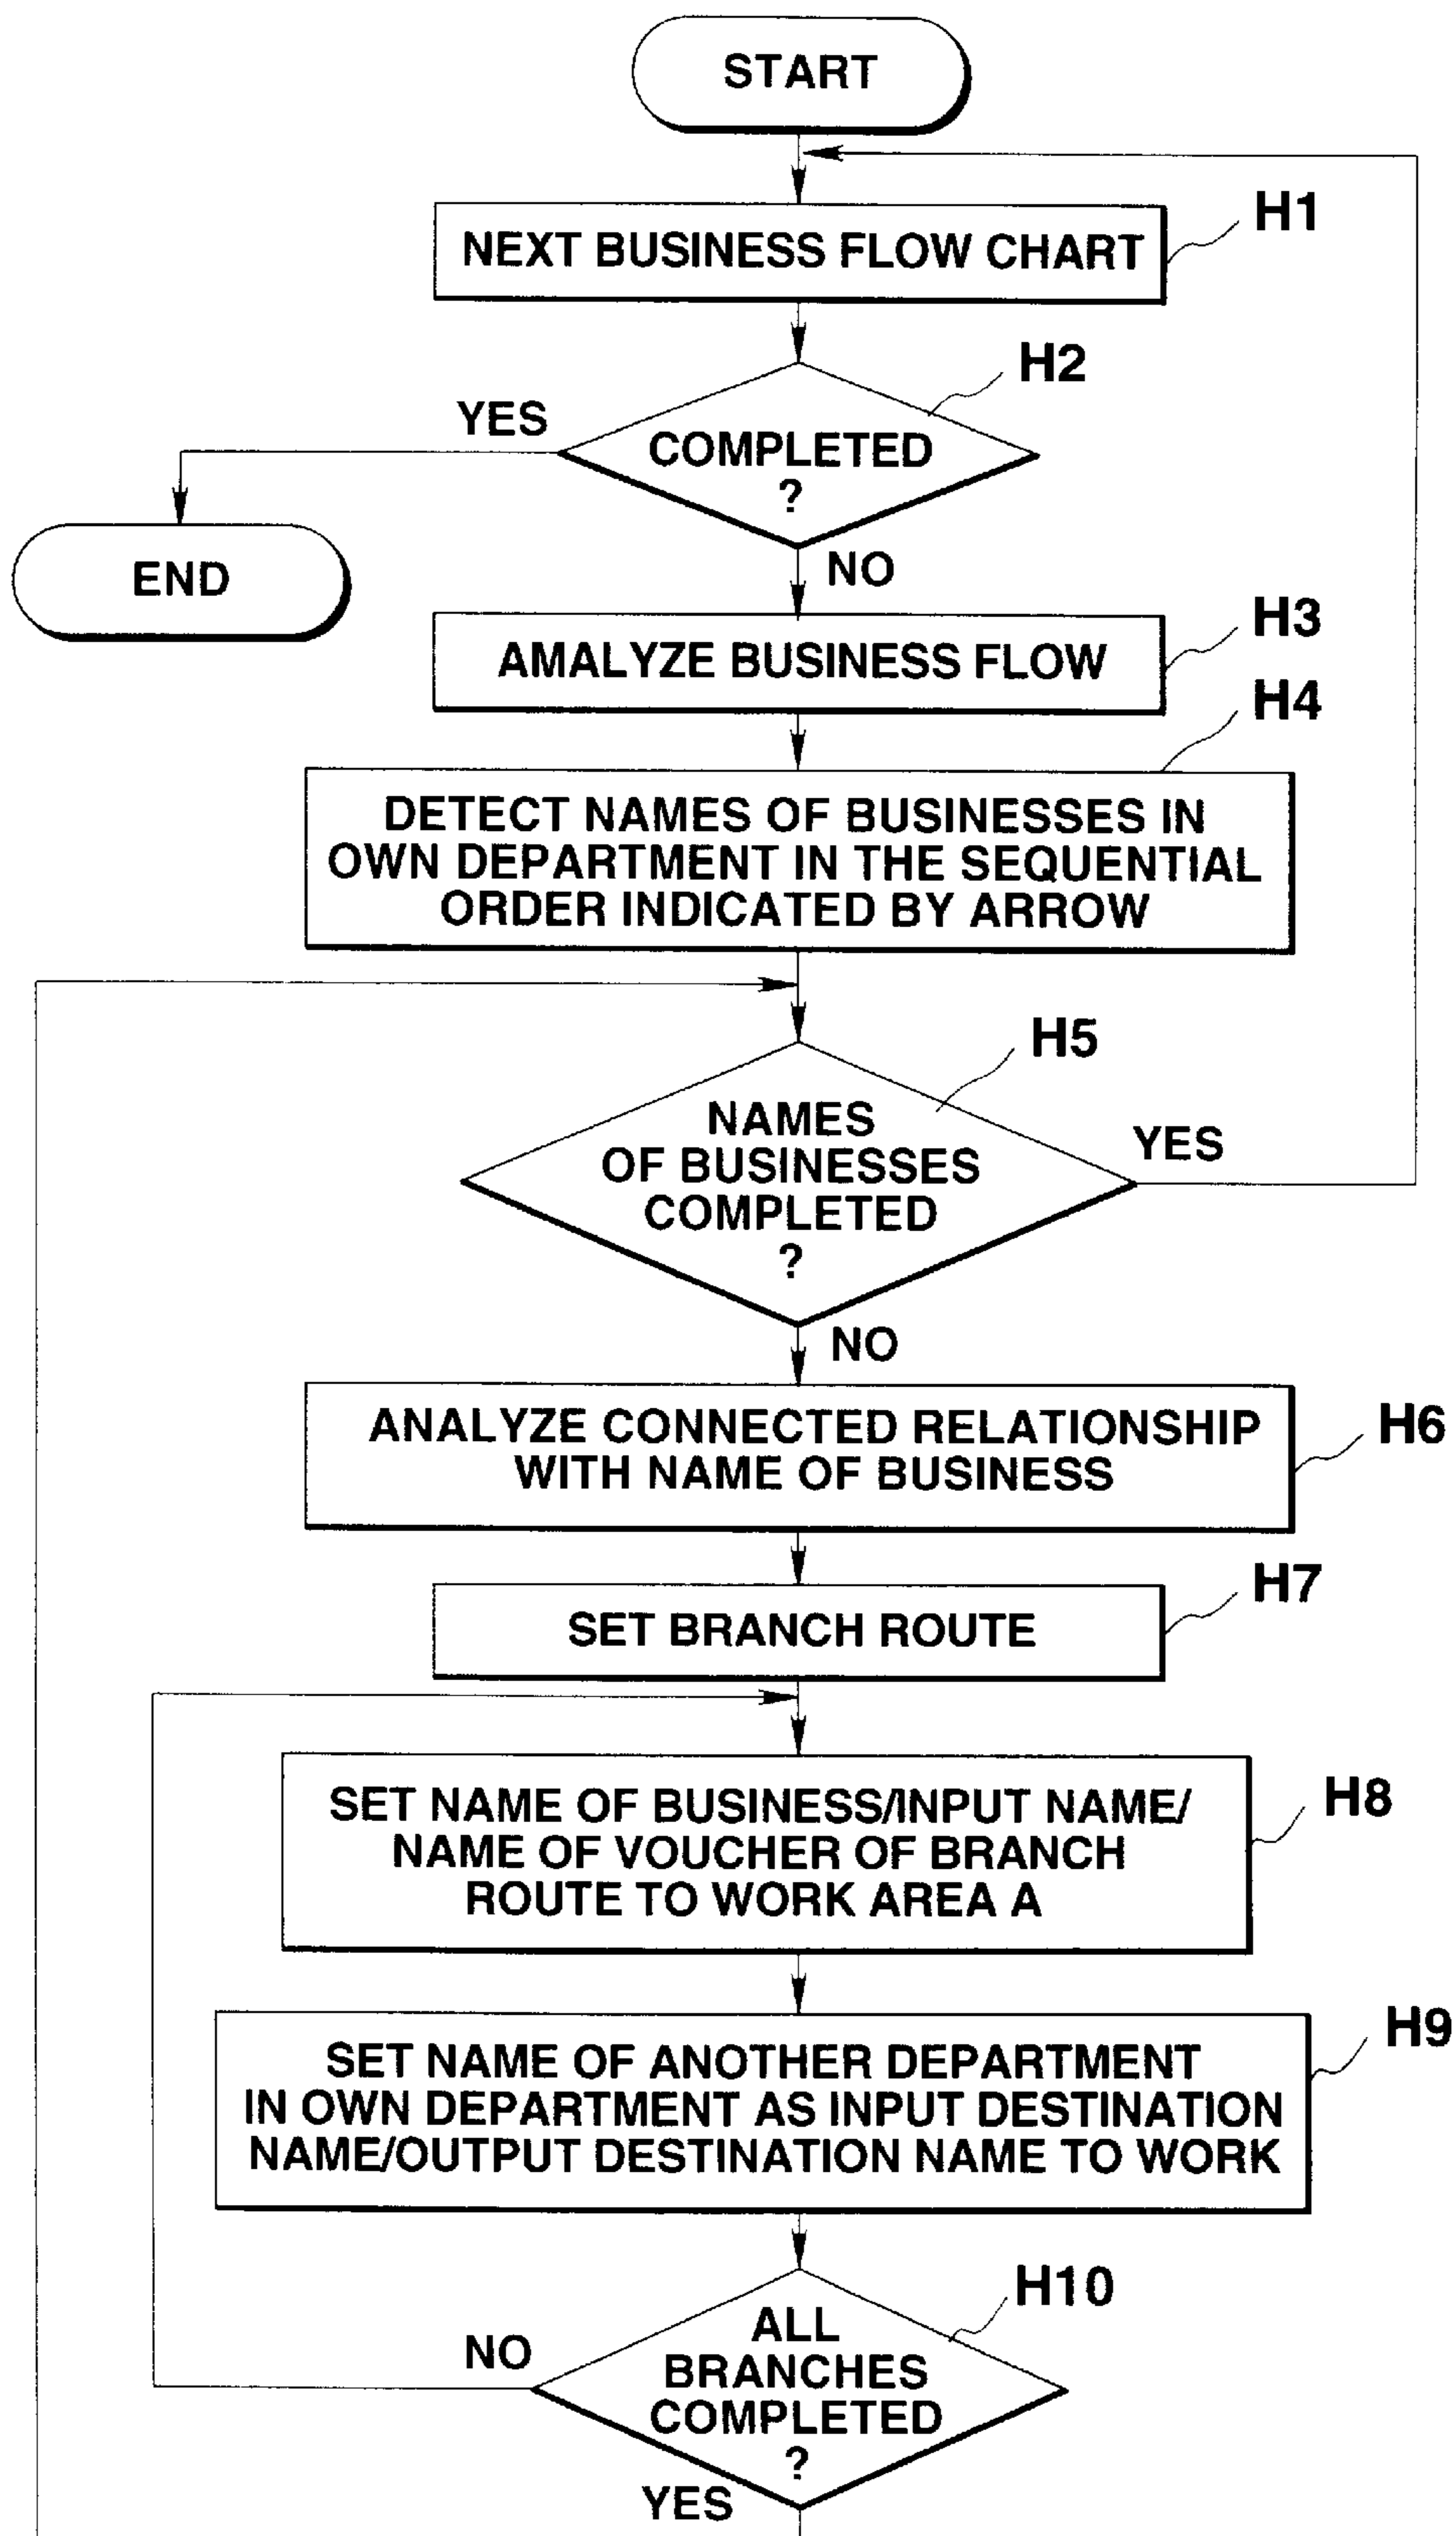 START
H1
NEXT BUSINESS FLOW CHART
H2
YES
COMPLETED
?
END
NO
H3
AMALYZE BUSINESS FLOW
H4
DETECT NAMES OF BUSINESSES IN
OWN DEPARTMENT IN THE SEQUENTIAL
ORDER INDICATED BY ARROW
H5
NAMES
OF BUSINESSES
COMPLETED
?
YES
NO
ANALYZE CONNECTED RELATIONSHIP
WITH NAME OF BUSINESS
H6
H7
SET BRANCH ROUTE
SET NAME OF BUSINESS/INPUT NAME/
NAME OF VOUCHER OF BRANCH
ROUTE TO WORK AREA A
H8
H9
SET NAME OF ANOTHER DEPARTMENT
IN OWN DEPARTMENT AS INPUT DESTINATION
NAME/OUTPUT DESTINATION NAME TO WORK
H10
NO
ALL
BRANCHES
COMPLETED
?
YES